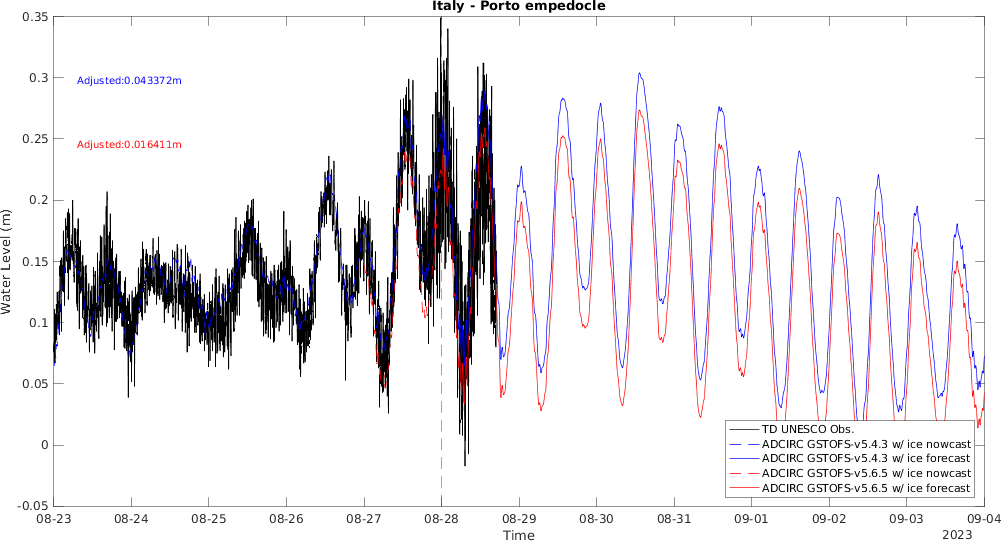 Italy - Porto empedocle
0.35
0.3
0.25
0.2
0.15
0.1
0.05
0
-0.05
Water Level (m)
Adjusted:0.043372m
Adjusted:0.016411m
TD UNESCO Obs.
ADCIRC GSTOFS-v5.4.3 w/ ice nowcast
ADCIRC GSTOFS-v5.4.3 w/ ice forecast
ADCIRC GSTOFS-v5.6.5 w/ ice nowcast
ADCIRC GSTOFS-v5.6.5 w/ ice forecast
08-23 08-24 08-25 08-26 08-27 08-28 08-29 08-30 08-31 09-01 09-02 09-03 09-04
Time
2023